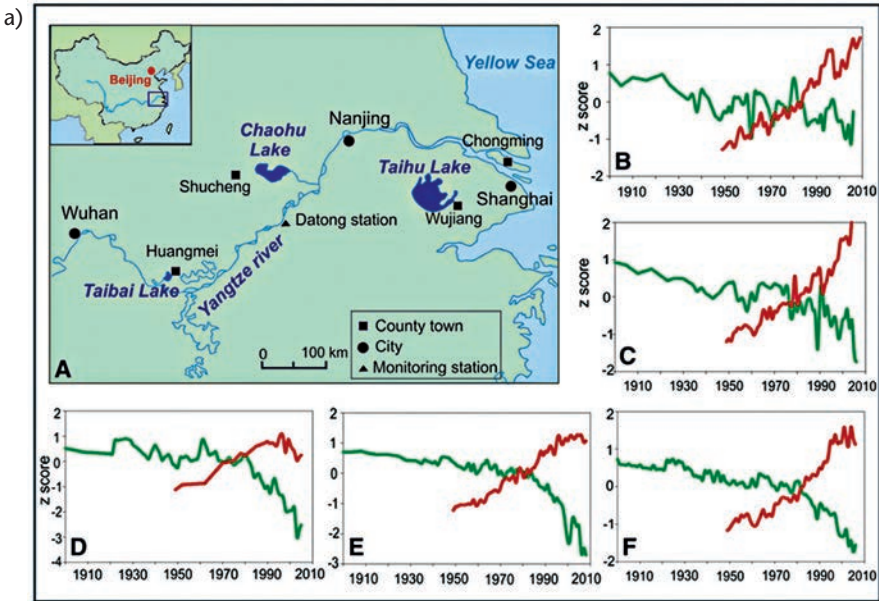 a)
Beijing
Yellow Sea
Nanjing
Chongming
Chaohu
Lake
Taihu Lake
Shucheng
Shanghai
Wuhan
Wujiang
Datong station
Huangmei
Yangtze river
Taibai Lake
County town
City
Monitoring station
0 100 km
A
z score
2
1
0
-1
-2
B
1910 1930 1950 1970 1990 2010
z score
2
1
0
-1
-2
C
1910 1930 1950 1970 1990 2010
z score
2
1
0
-1
-2
-3
-4
D
1910 1930 1950 1970 1990 2010
2
1
0
-1
-2
-3
E
1910 1930 1950 1970 1990 2010
2
1
0
-1
-2
F
1910 1930 1950 1970 1990 2010